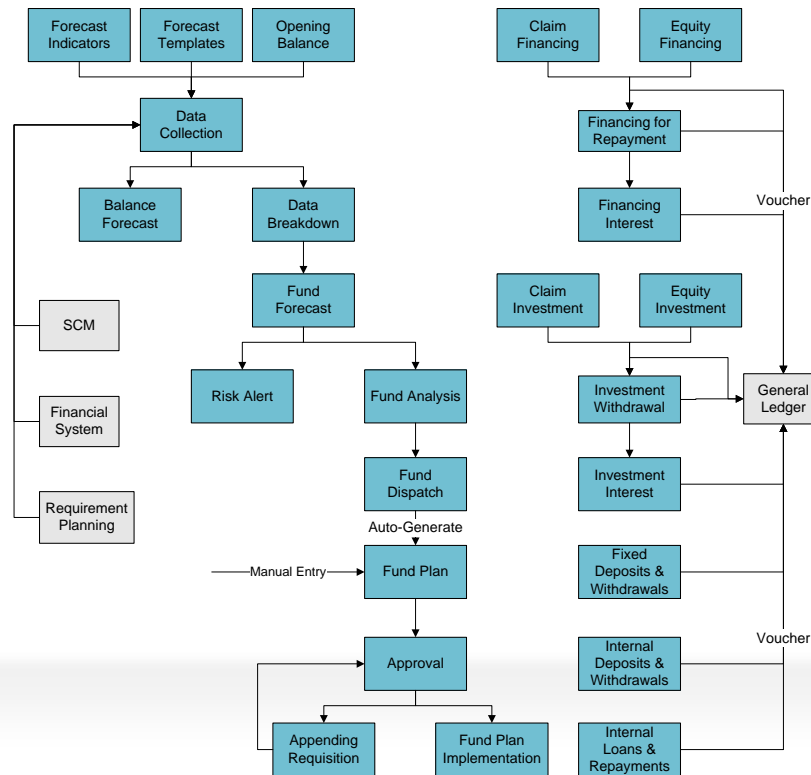 Forecast
Indicators
Forecast
Templates
Opening
Balance
Claim
Financing
Equity
Financing
Data
Collection
Financing for
Repayment
Balance
Forecast
Data
Breakdown
Financing
Interest
Voucher
Fund
Forecast
Claim
Investment
Equity
Investment
SCM
Risk Alert
Fund Analysis
Investment
Withdrawal
General
Ledger
Financial
System
Fund
Dispatch
Investment
Interest
Requirement
Planning
Auto-Generate
Manual Entry
Fund Plan
Fixed
Deposits &
Withdrawals
Voucher
Approval
Internal
Deposits &
Withdrawals
Appending
Requisition
Fund Plan
Implementation
Internal
Loans &
Repayments